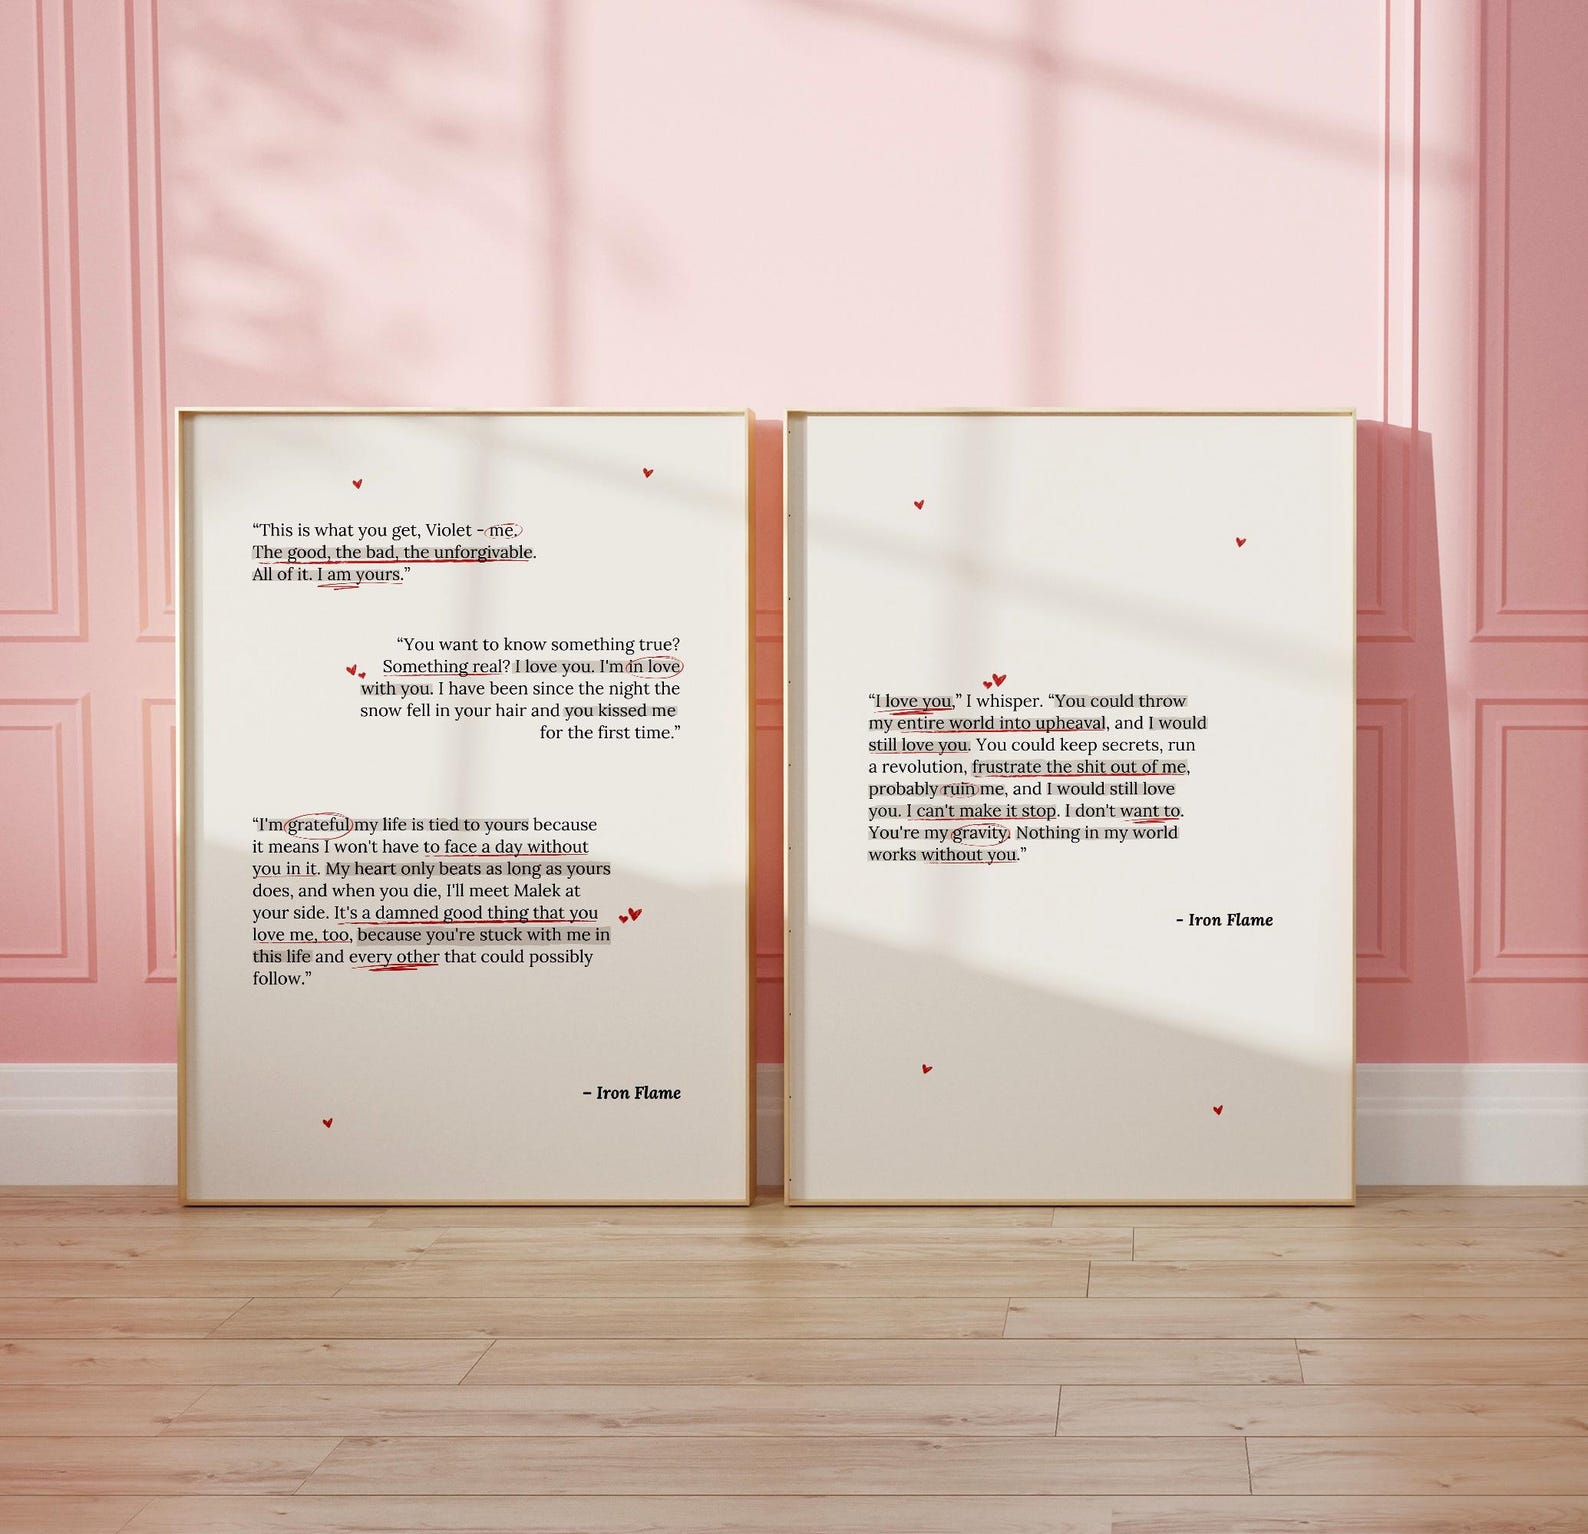 “This is what you get, Violet - me.
The good, the bad, the unforgivable.
All of it. I am yours.”
“You want to know something true?
Something real? I love you. I'm in love
with you. I have been since the night the
snow fell in your hair and you kissed me
for the first time.”
“I'm grateful my life is tied to yours because
it means I won't have to face a day without
you in it. My heart only beats as long as yours
does, and when you die, I'll meet Malek at
your side. It's a damned good thing that you
love me, too, because you're stuck with me in
this life and every other that could possibly
follow.”
– Iron Flame
“I love you,” I whisper. “You could throw
my entire world into upheaval, and I would
still love you. You could keep secrets, run
a revolution, frustrate the shit out of me,
probably ruin me, and I would still love
you. I can't make it stop. I don't want to.
You're my gravity. Nothing in my world
works without you.”
- Iron Flame